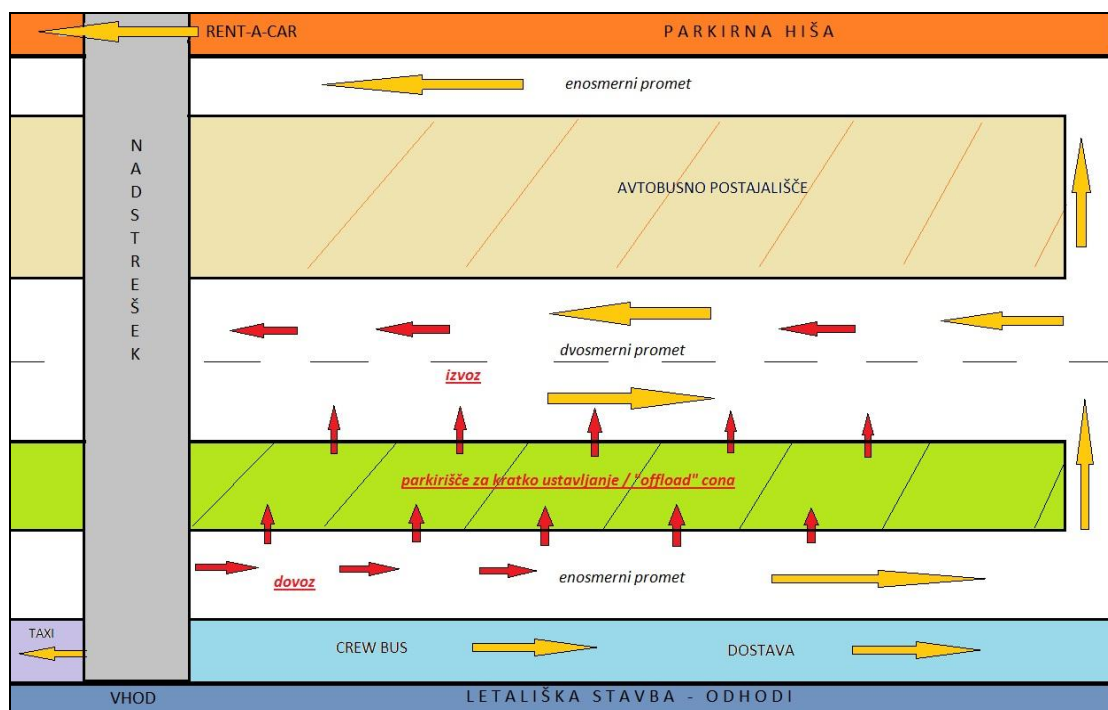 RENT-A-CAR
PARKIRNA HIŠA
enosmerni promet
NADSTREŠEK
AVTOBUSNO POSTAJALIŠČE
dvosmerni promet
izvoz
parkirišče za kratko ustavljanje / "offload" cona
dovoz
enosmerni promet
TAXI
CREW BUS
DOSTAVA
VHOD
LETALIŠKA STAVBA - ODHODI